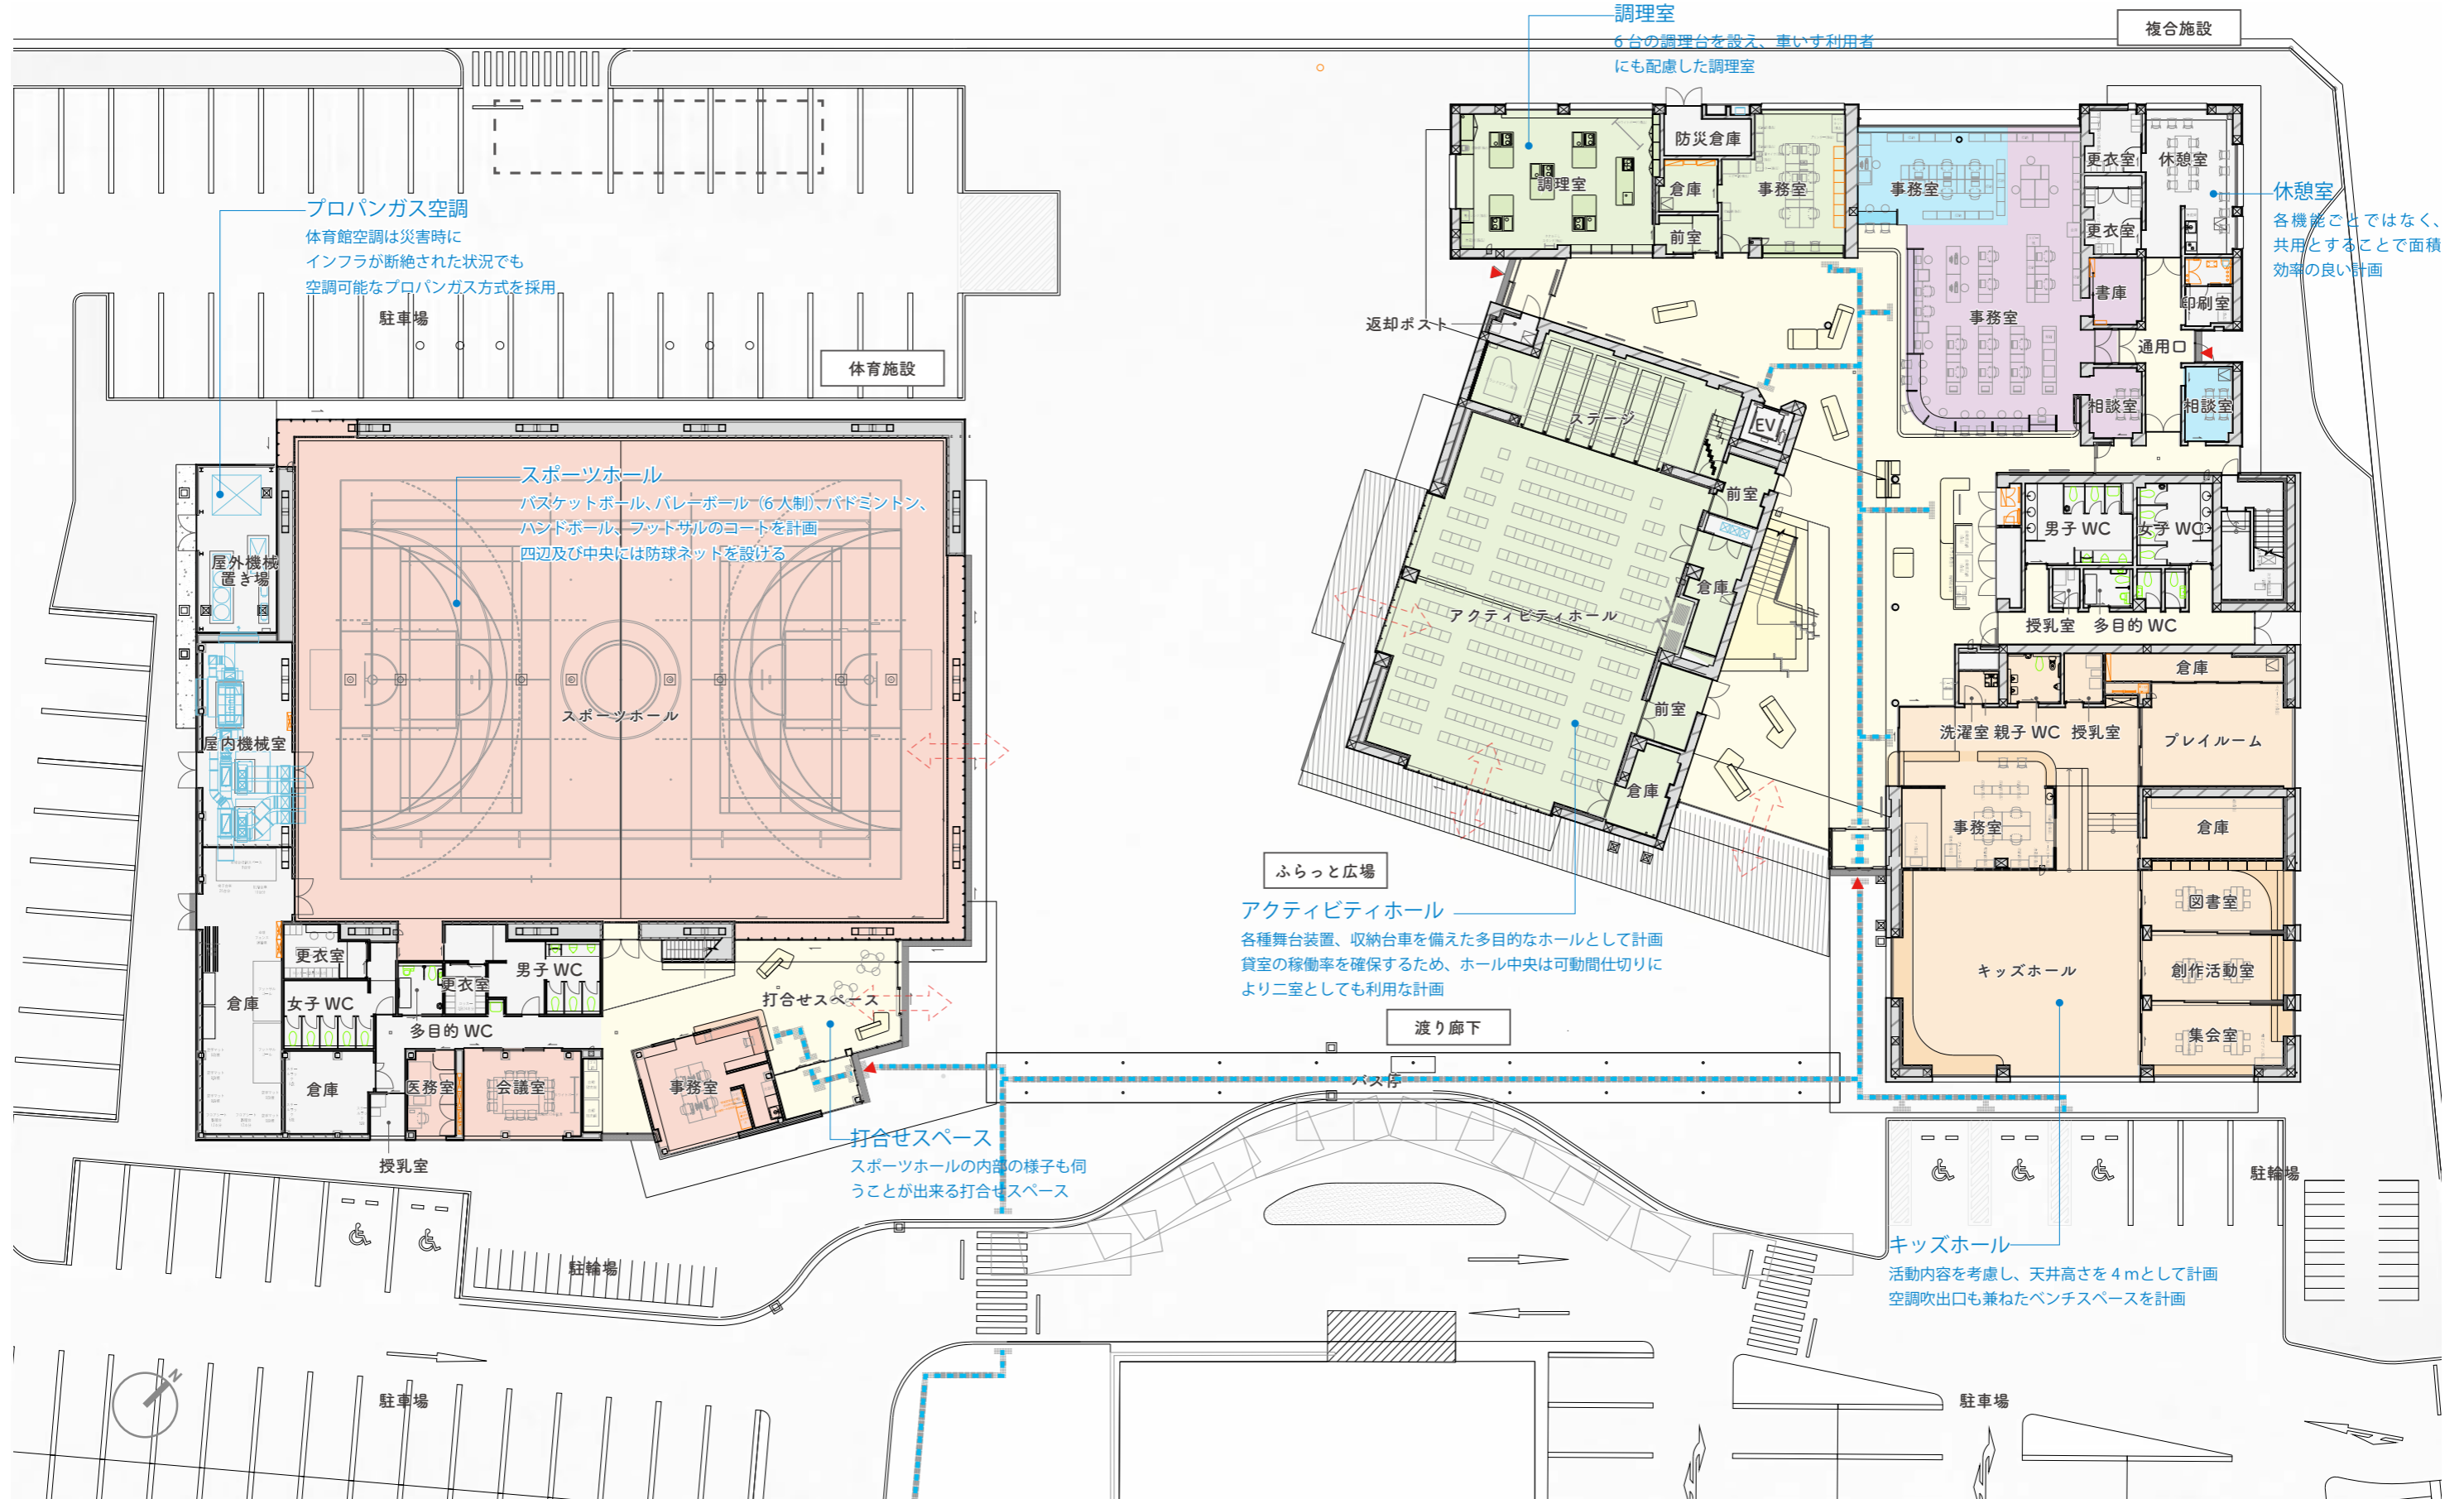 調理室
6 台の調理台を設え、車いす利用者
にも配慮した調理室
複合施設
防災倉庫
調理室
倉庫
事務室
前室
事務室
更衣室
休憩室
更衣室
休憩室
各機能ごとではなく、
共用とすることで面積
効率の良い計画
事務室
書庫
印刷室
通用口
相談室
相談室
返却ポスト
プロパンガス空調
体育館空調は災害時に
インフラが断絶された状況でも
空調可能なプロパンガス方式を採用
駐車場
体育施設
スポーツホール
バスケットボール、バレーボール（6 人制）、バドミントン、
ハンドボール、フットサルのコートを計画
四辺及び中央には防球ネットを設ける
屋外機械
置き場
屋内機械室
スポーツホール
ステージ
EV
前室
倉庫
アクティビティホール
前室
倉庫
男子 WC
女子 WC
授乳室
多目的 WC
倉庫
洗濯室
親子 WC
授乳室
プレイルーム
事務室
倉庫
図書室
キッズホール
創作活動室
集会室
ふらっと広場
アクティビティホール
各種舞台装置、収納台車を備えた多目的なホールとして計画
貸室の稼働率を確保するため、ホール中央は可動間仕切りに
より二室としても利用な計画
渡り廊下
バス停
更衣室
男子 WC
更衣室
倉庫
女子 WC
多目的 WC
打合せスペース
倉庫
医務室
会議室
事務室
授乳室
打合せスペース
スポーツホールの内部の様子も伺
うことが出来る打合せスペース
駐輪場
駐輪場
キッズホール
活動内容を考慮し、天井高さを 4 mとして計画
空調吹出口も兼ねたベンチスペースを計画
N
駐車場
駐車場